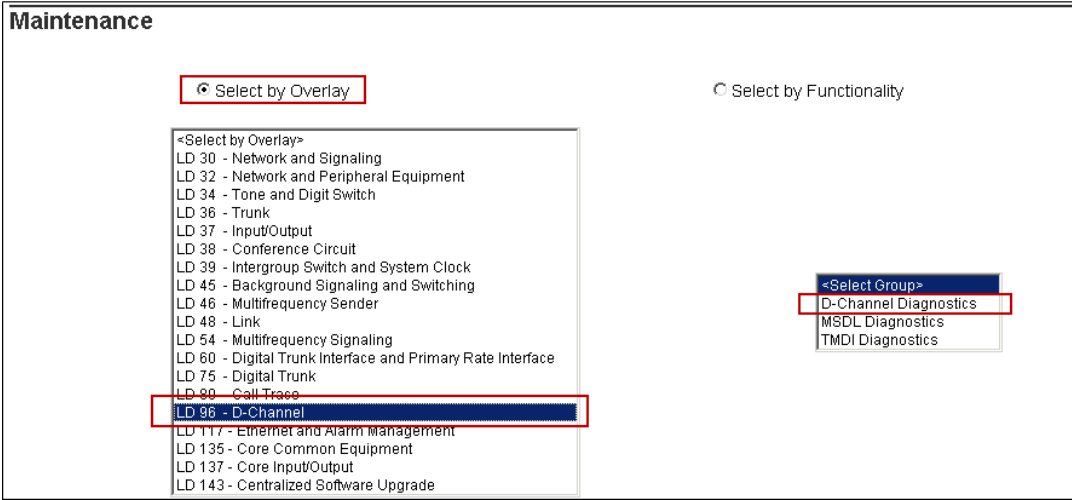 Maintenance
Select by Overlay
Select by Functionality
<Select by Overlay>
LD 30 - Network and Signaling
LD 32 - Network and Peripheral Equipment
LD 34 - Tone and Digit Switch
LD 36 - Trunk
LD 37 - Input/Output
LD 38 - Conference Circuit
LD 39 - Intergroup Switch and System Clock
LD 45 - Background Signaling and Switching
LD 46 - Multifrequency Sender
LD 48 - Link
LD 54 - Multifrequency Signaling
LD 60 - Digital Trunk Interface and Primary Rate Interface
LD 75 - Digital Trunk
LD 80 - Call Trace
LD 96 - D-Channel
LD 117 - Ethernet and Alarm Management
LD 135 - Core Common Equipment
LD 137 - Core Input/Output
LD 143 - Centralized Software Upgrade
<Select Group>
D-Channel Diagnostics
MSDL Diagnostics
TMDI Diagnostics